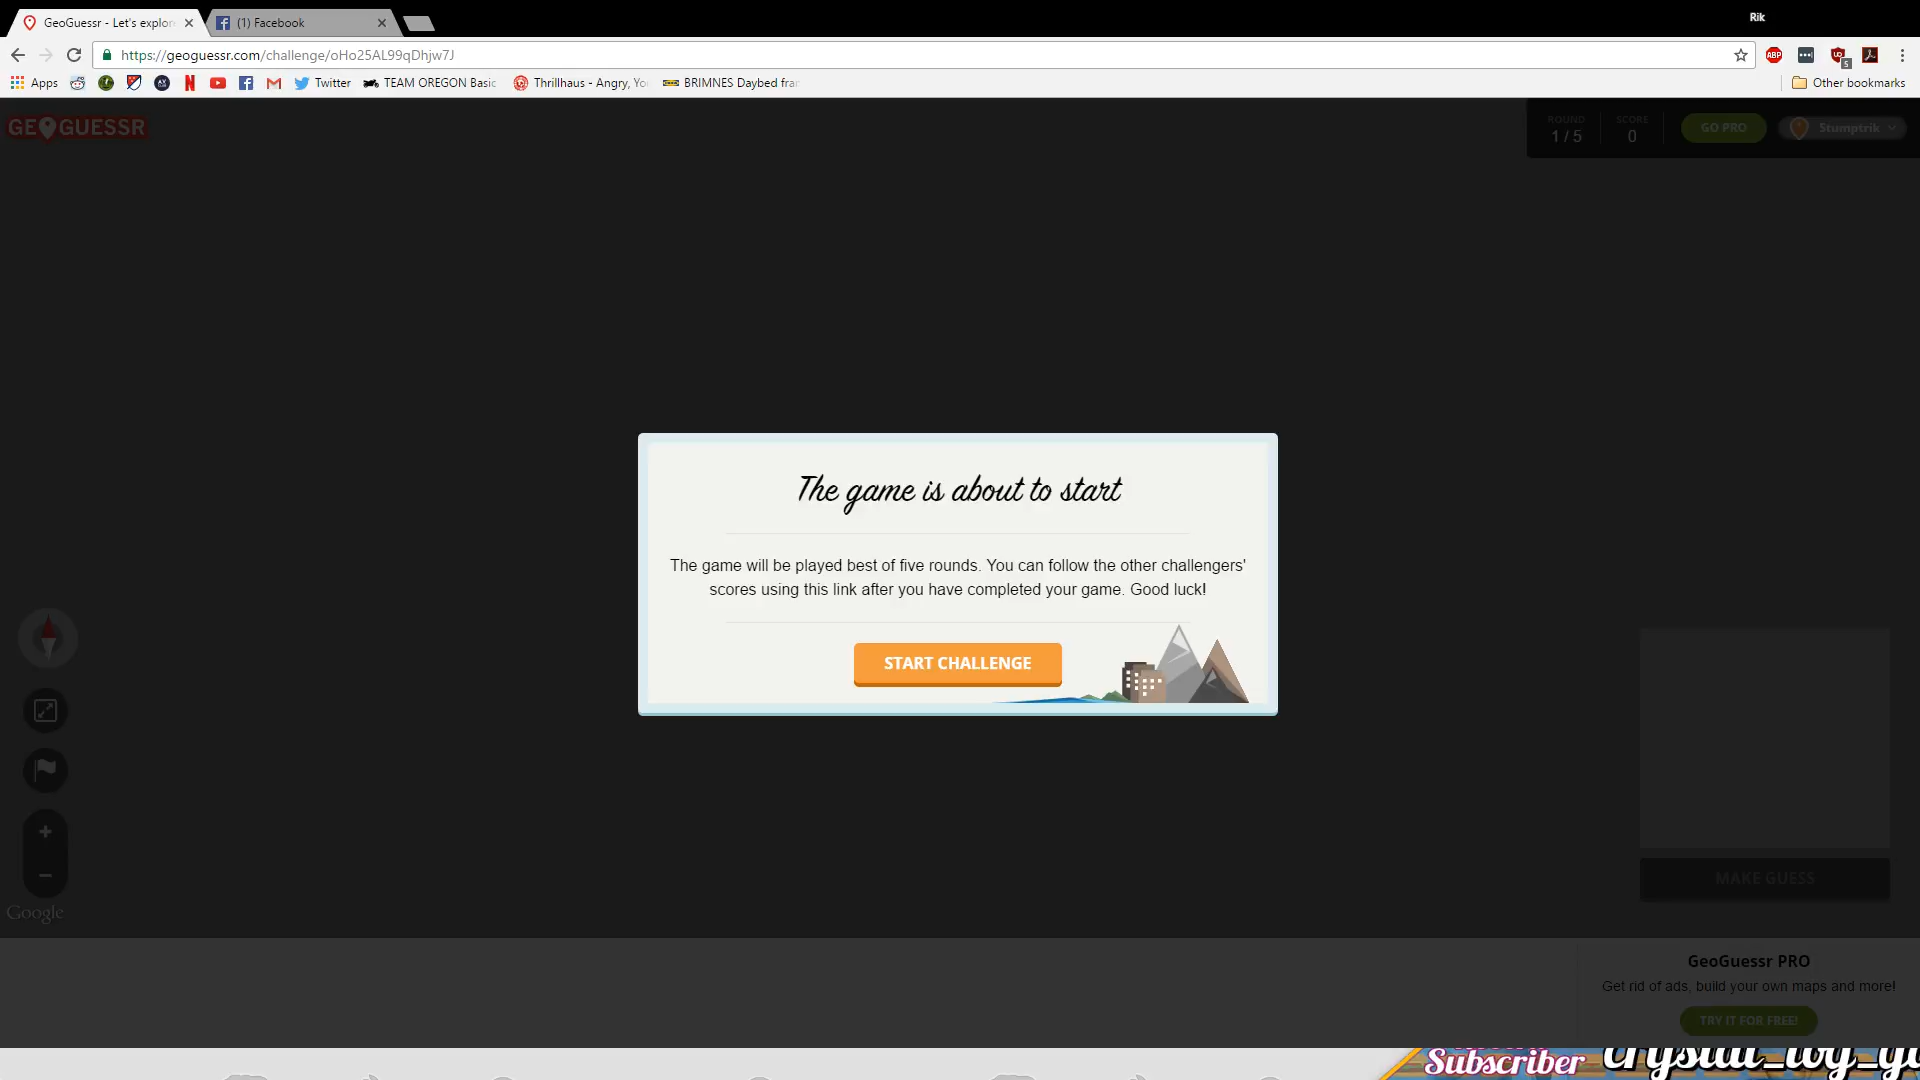 GeoGuessr - Let's explor
(1) Facebook
Rik
https://geoguessr.com/challenge/oHo25AL99qDhjw7J
ABP
5
Apps
Twitter
TEAM OREGON Basic
Thrillhaus - Angry, Yo
BRIMNES Daybed fra
Other bookmarks
GEOGUESSR
ROUND
1 / 5
SCORE
0
GO PRO
Stumptrik
The game is about to start
The game will be played best of five rounds. You can follow the other challengers'
scores using this link after you have completed your game. Good luck!
START CHALLENGE
Google
MAKE GUESS
GeoGuessr PRO
Get rid of ads, build your own maps and more!
TRY IT FOR FREE!
Subscriber